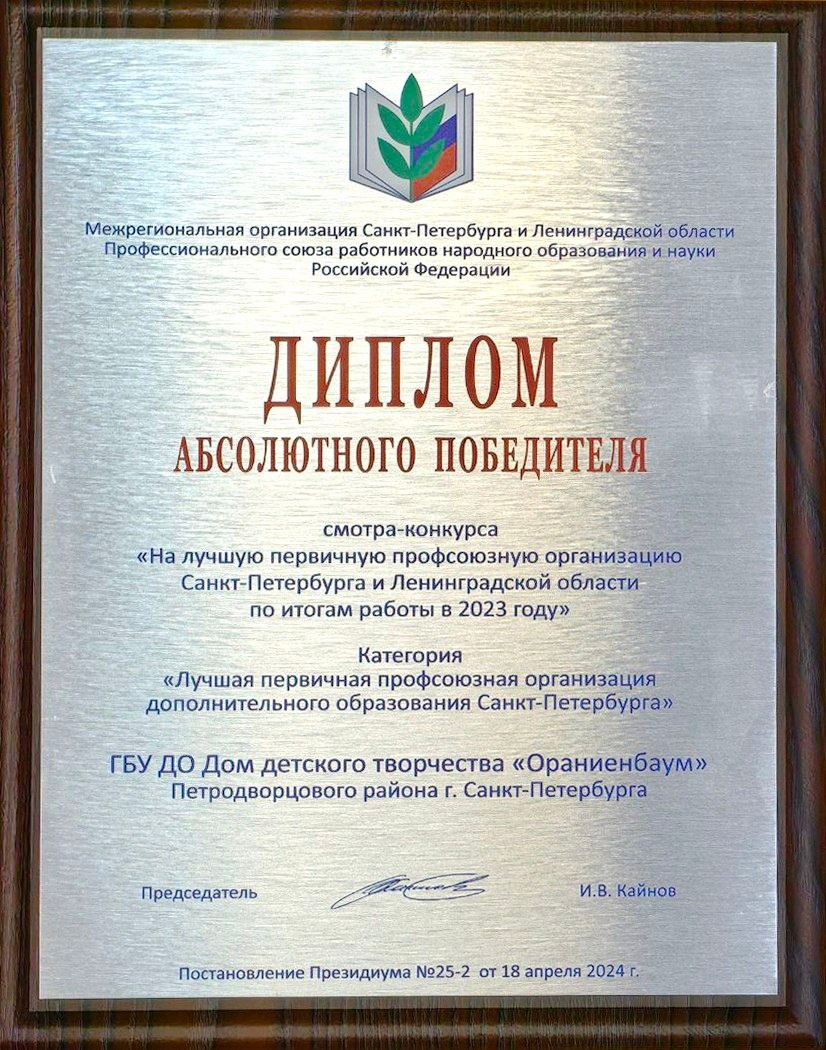 Межрегиональная организация Санкт-Петербурга и Ленинградской области
Профессионального союза работников народного образования и науки
Российской Федерации
ДИПЛОМ
АБСОЛЮТНОГО ПОБЕДИТЕЛЯ
смотра-конкурса
«На лучшую первичную профсоюзную организацию
Санкт-Петербурга и Ленинградской области
по итогам работы в 2023 году»
Категория
«Лучшая первичная профсоюзная организация
дополнительного образования Санкт-Петербурга»
ГБУ ДО Дом детского творчества «Ораниенбаум»
Петродворцового района г. Санкт-Петербурга
Председатель И.В. Кайнов
Постановление Президиума №25-2 от 18 апреля 2024 г.